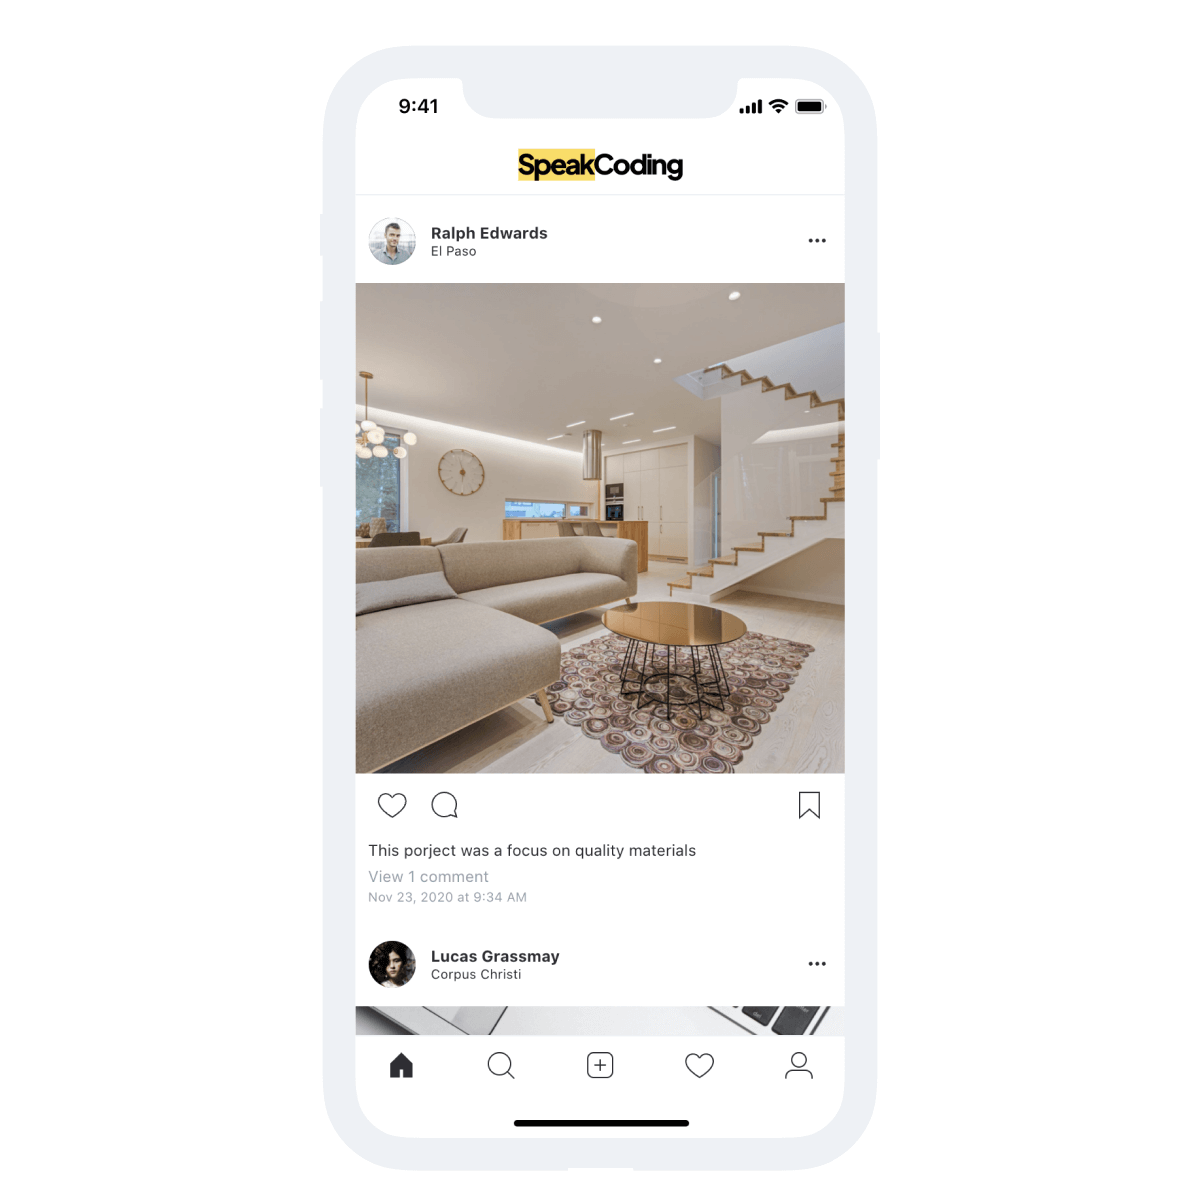 9:41
SpeakCoding
Ralph Edwards
El Paso
This porject was a focus on quality materials
View 1 comment
Nov 23, 2020 at 9:34 AM
Lucas Grassmay
Corpus Christi